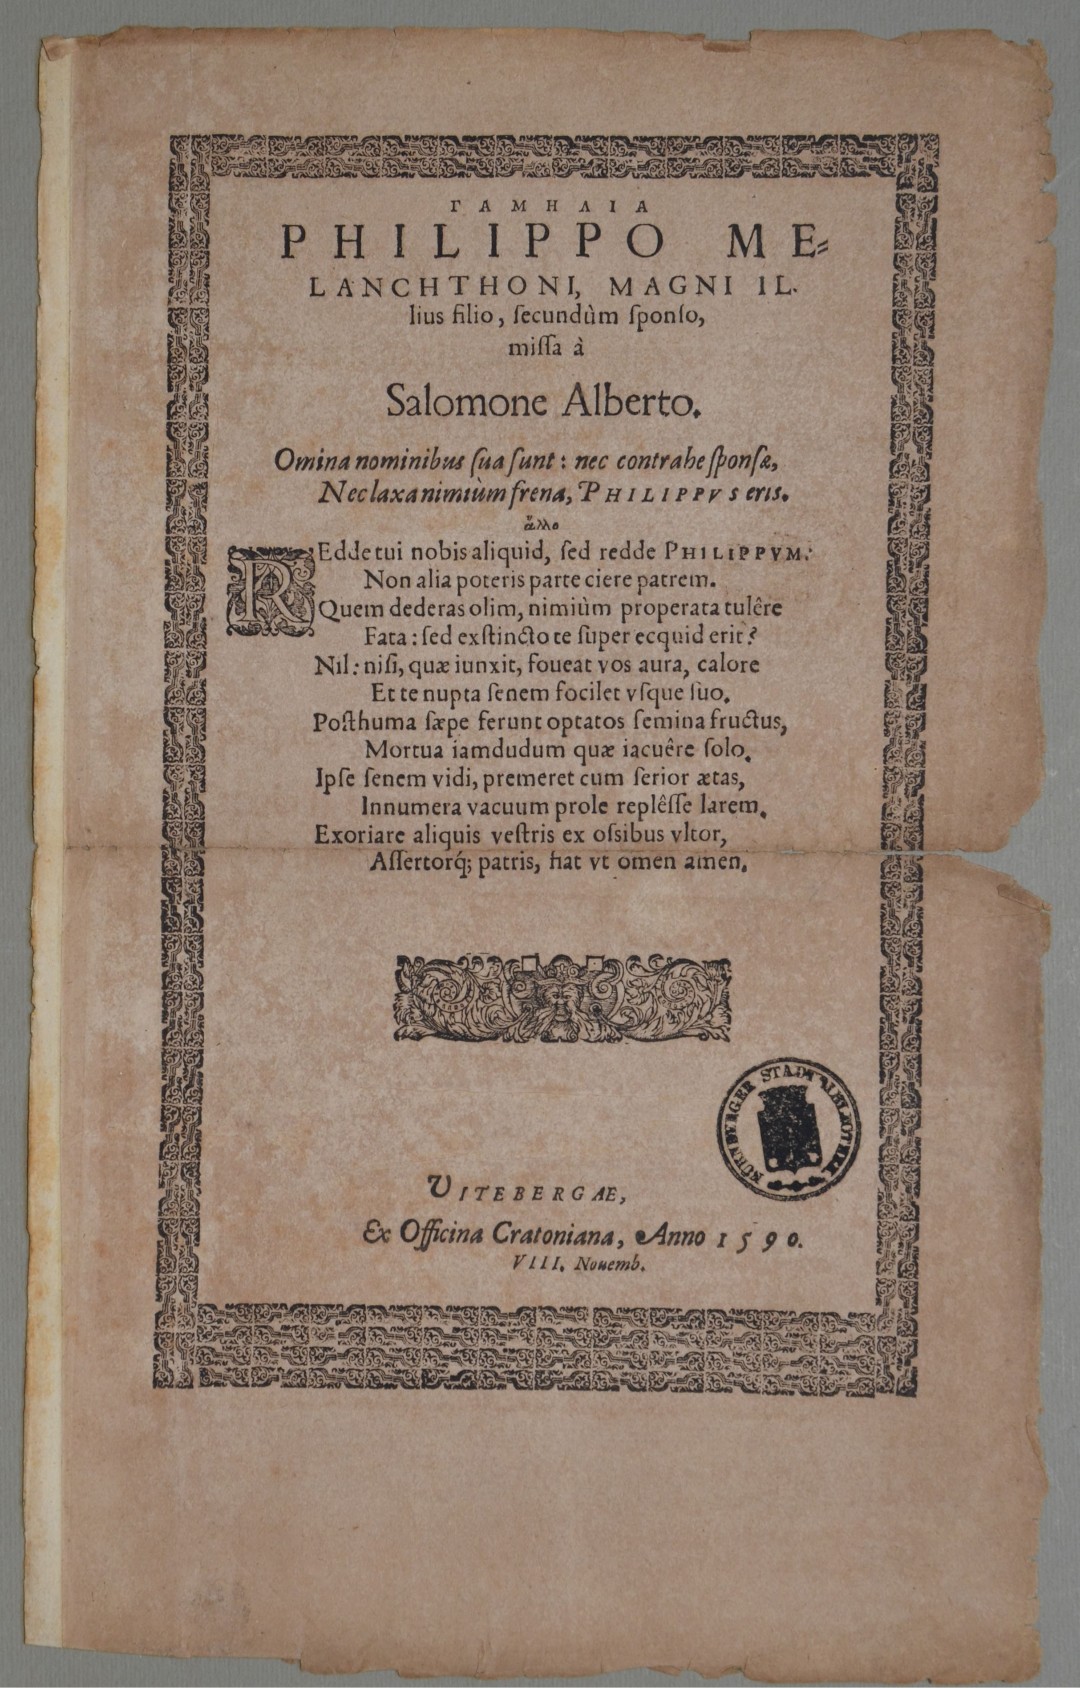 ΓΑΜΗΛΙΑ
PHILIPPO ME⸗
LANCHTHONI, MAGNI IL-
lius filio, ſecundùm ſponſo,
miſſa à
Salomone Alberto.
Omina nominibus ſua ſunt: nec contrahe ſponſæ,
Nec laxa nimiùm frena, PHILIPPVS eris.
ἄλλο
REdde tui nobis aliquid, ſed redde PHILIPPVM:
Non alia poteris parte ciere patrem.
Quem dederas olim, nimiùm properata tulêre
Fata: ſed exſtincto te ſuper ecquid erit?
Nil: niſi, quæ iunxit, foueat vos aura, calore
Et te nupta ſenem focilet vſque ſuo.
Poſthuma ſæpe ferunt optatos ſemina fructus,
Mortua iamdudum quæ iacuêre ſolo.
Ipſe ſenem vidi, premeret cum ſerior ætas,
Innumera vacuum prole replêſſe larem.
Exoriare aliquis veſtris ex oſsibus vltor,
Aſſertorq́; patris, fiat vt omen amen.
NÜRNBERGER STADTBIBLIOTHEK
VITEBERGAE,
Ex Officina Cratoniana, Anno 1590.
VIII. Nouemb.